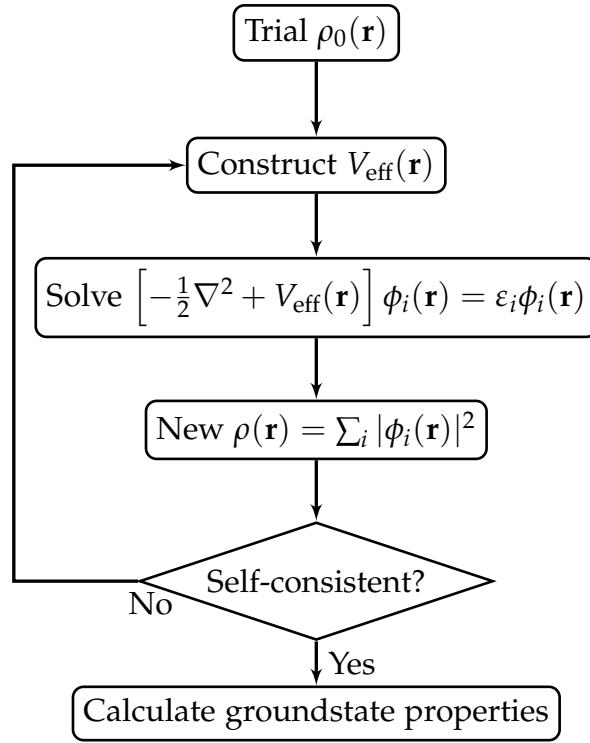 Trial ρ₀(𝐫)
Construct V_eff(𝐫)
Solve [−½∇² + V_eff(𝐫)] ϕᵢ(𝐫) = εᵢϕᵢ(𝐫)
New ρ(𝐫) = ∑ᵢ |ϕᵢ(𝐫)|²
Self-consistent?
No
Yes
Calculate groundstate properties